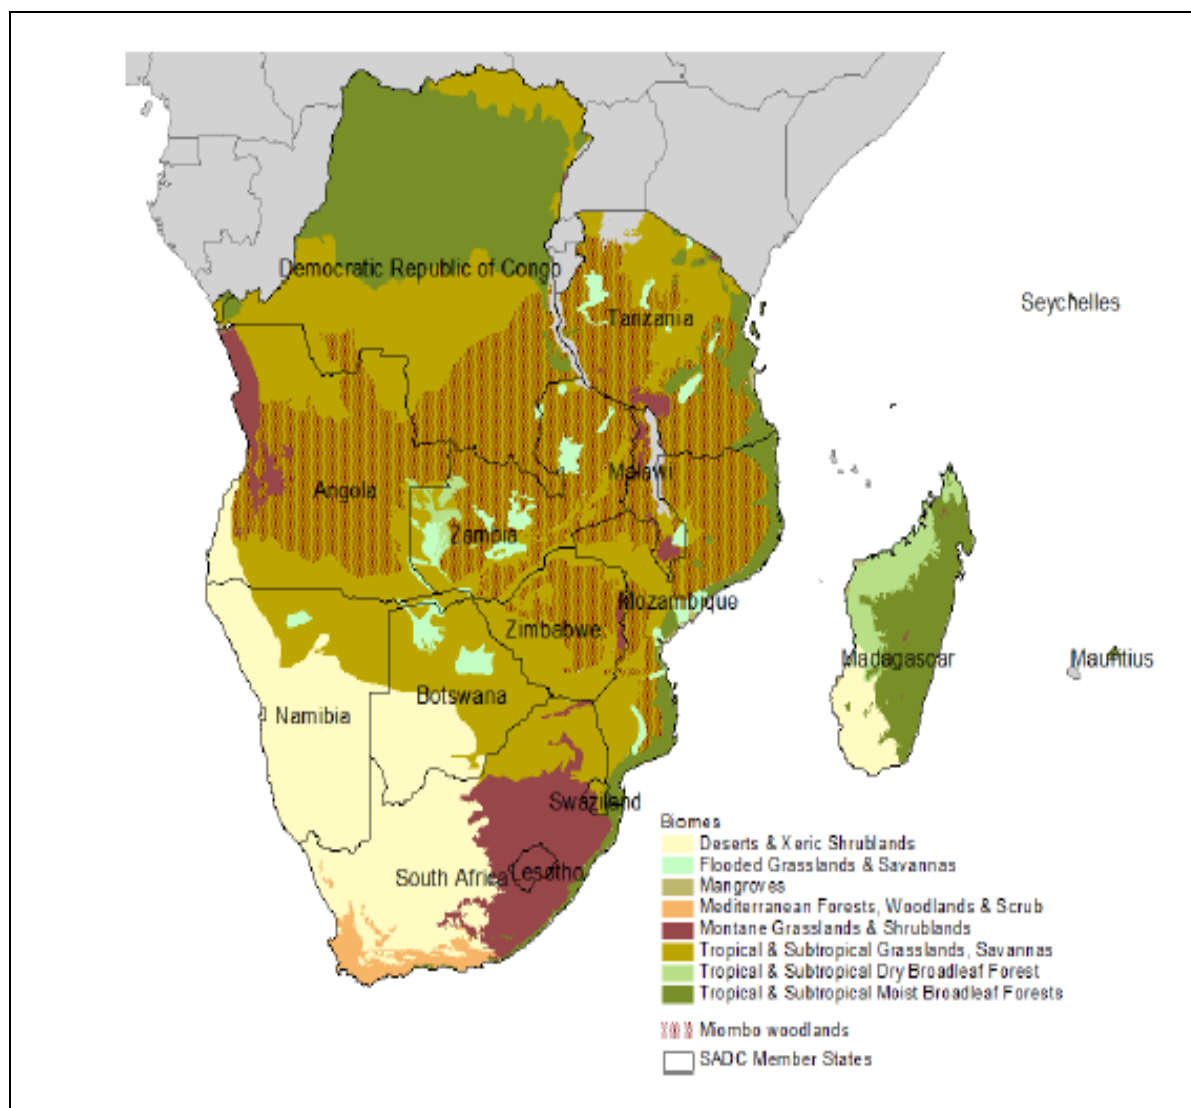 Democratic Republic of Congo
Seychelles
Tanzania
Malawi
Angola
Zambia
Mozambique
Zimbabwe
Madagascar
Mauritius
Botswana
Namibia
Swaziland
South Africa
Lesotho
Biomes
Deserts & Xeric Shrublands
Flooded Grasslands & Savannas
Mangroves
Mediterranean Forests, Woodlands & Scrub
Montane Grasslands & Shrublands
Tropical & Subtropical Grasslands, Savannas
Tropical & Subtropical Dry Broadleaf Forest
Tropical & Subtropical Moist Broadleaf Forests
Miombo woodlands
SADC Member States